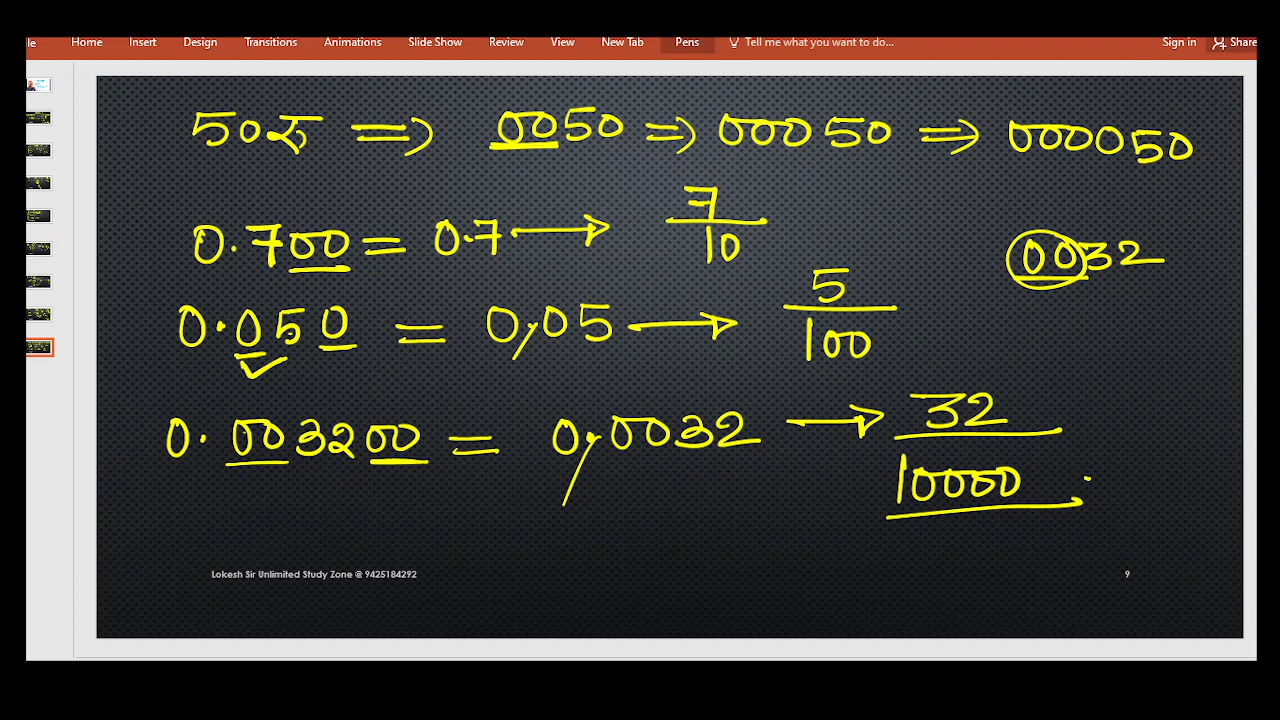 le Home Insert Design Transitions Animations Slide Show Review View New Tab Pens Tell me what you want to do... Sign in Share
50रु ⇒ 0050 ⇒ 00050 ⇒ 000050
0.700 = 0.7 → 7/10
0032
0.050 = 0.05 → 5/100
0.003200 = 0.0032 → 32/10000
Lokesh Sir Unlimited Study Zone @ 9425184292 9